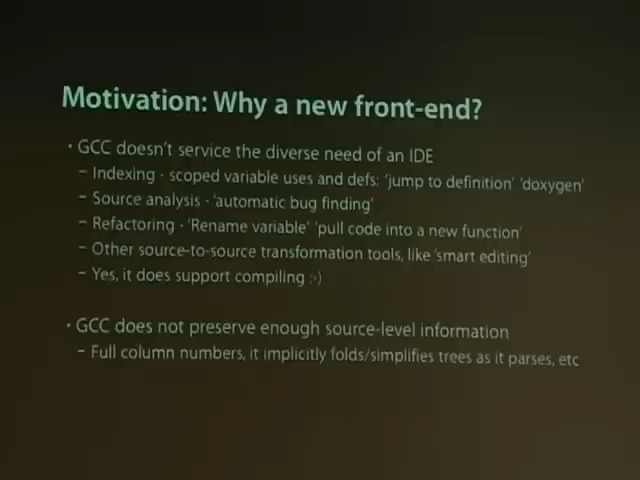 Motivation: Why a new front-end?
• GCC doesn't service the diverse need of an IDE
– Indexing - scoped variable uses and defs: 'jump to definition' 'doxygen'
– Source analysis - 'automatic bug finding'
– Refactoring - 'Rename variable' 'pull code into a new function'
– Other source-to-source transformation tools, like 'smart editing'
– Yes, it does support compiling :-)
• GCC does not preserve enough source-level information
– Full column numbers, it implicitly folds/simplifies trees as it parses, etc